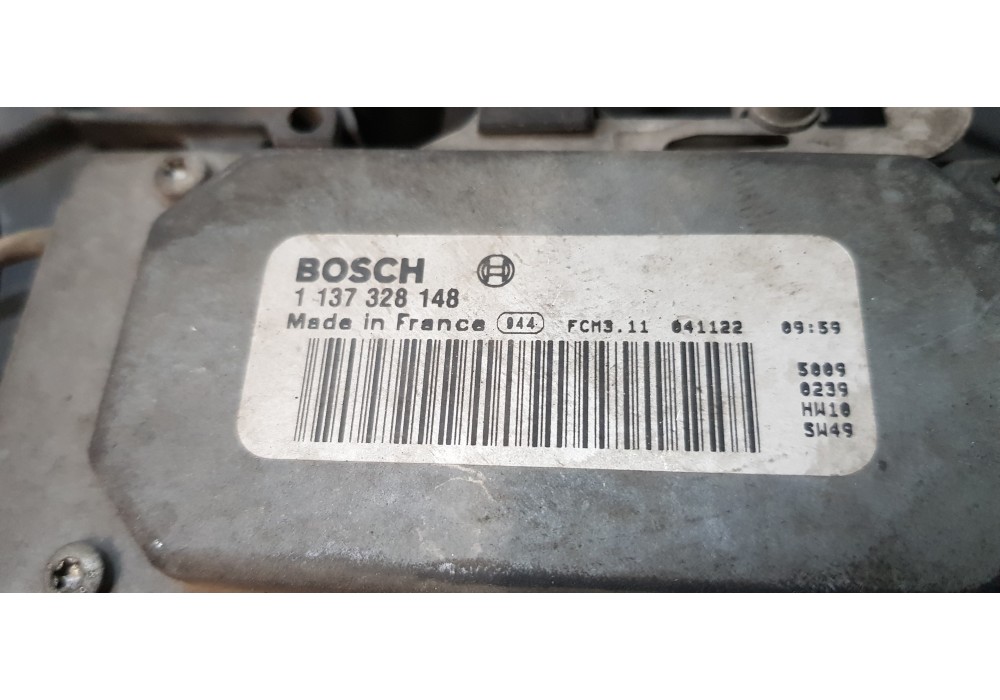 BOSCH
1 137 328 148
Made in France 044 FCM3.11 041122 09:59
5009
0239
HW10
SW49